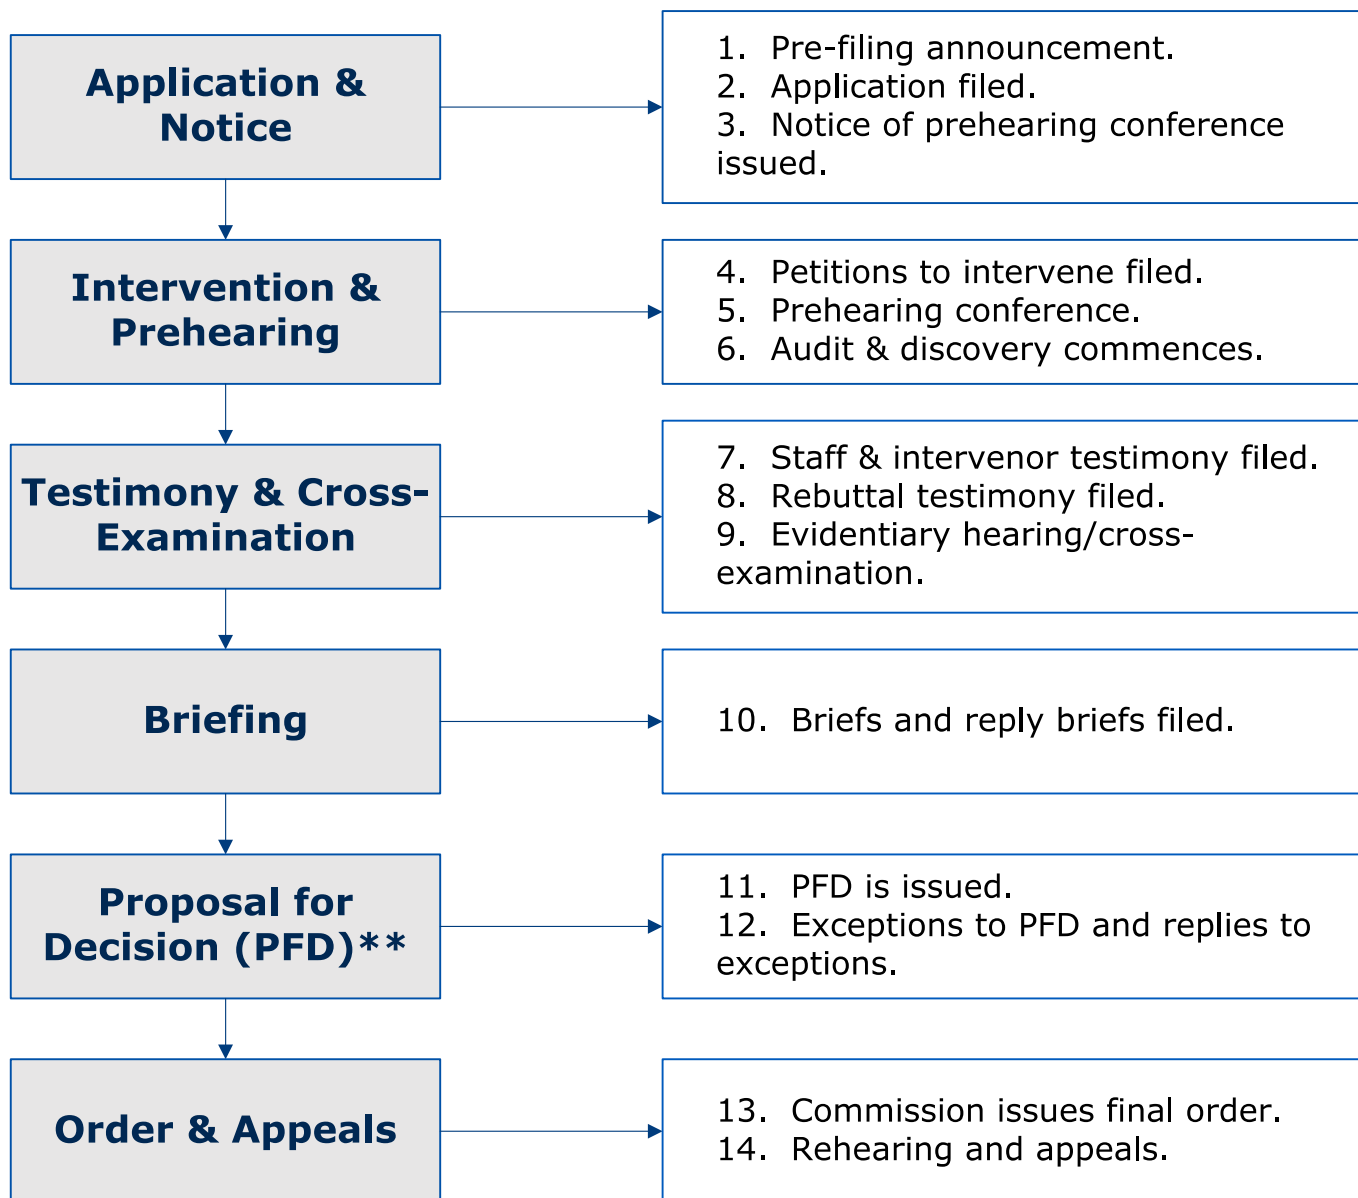 Application &
Notice
1. Pre-filing announcement.
2. Application filed.
3. Notice of prehearing conference
issued.
Intervention &
Prehearing
4. Petitions to intervene filed.
5. Prehearing conference.
6. Audit & discovery commences.
Testimony & Cross-
Examination
7. Staff & intervenor testimony filed.
8. Rebuttal testimony filed.
9. Evidentiary hearing/cross-
examination.
Briefing
10. Briefs and reply briefs filed.
Proposal for
Decision (PFD)**
11. PFD is issued.
12. Exceptions to PFD and replies to
exceptions.
Order & Appeals
13. Commission issues final order.
14. Rehearing and appeals.